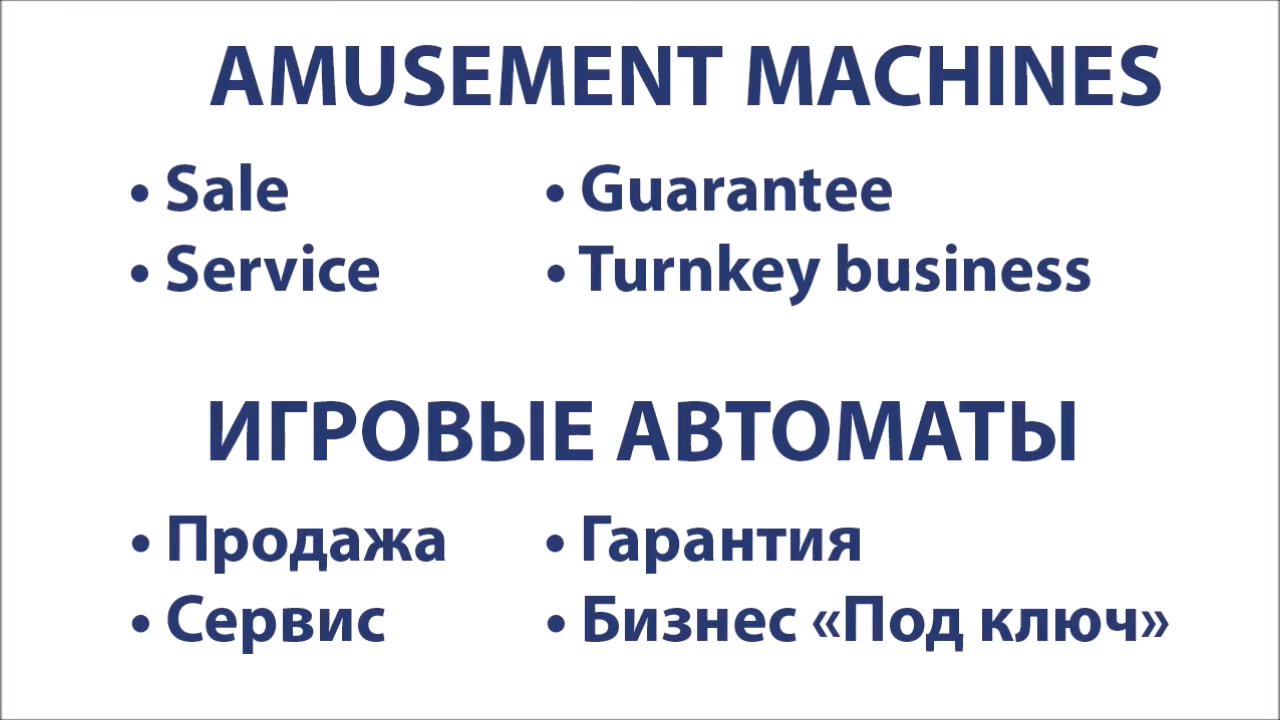 AMUSEMENT MACHINES
• Sale
• Service
• Guarantee
• Turnkey business
ИГРОВЫЕ АВТОМАТЫ
• Продажа
• Сервис
• Гарантия
• Бизнес «Под ключ»